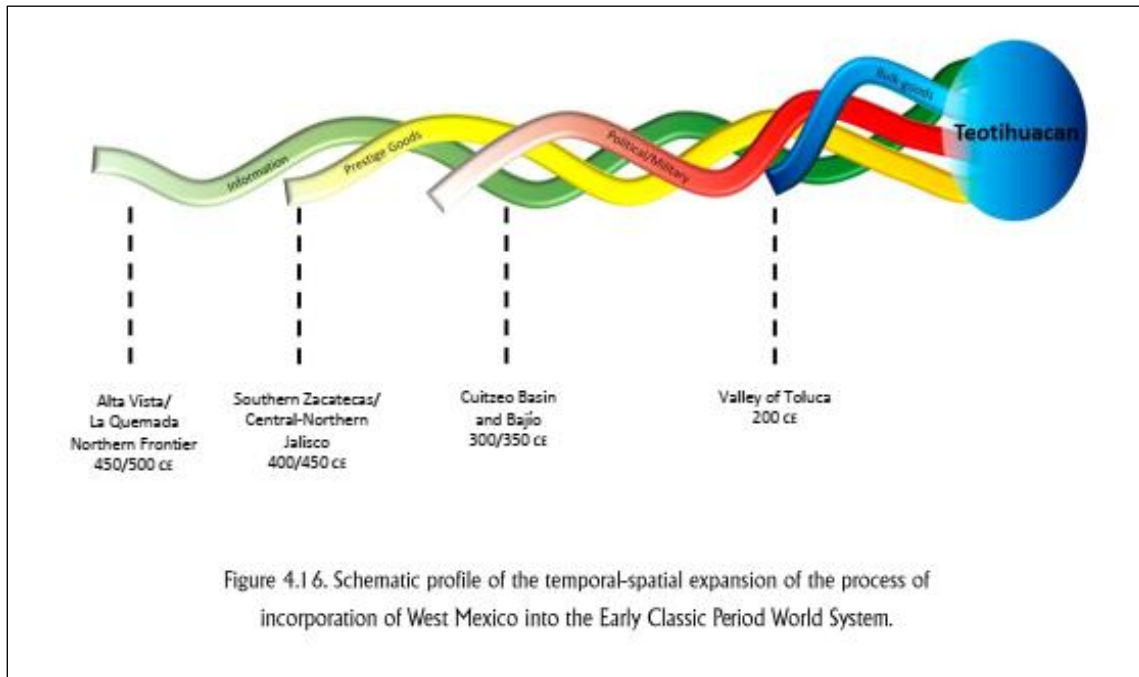 Bulk goods
Teotihuacan
Information
Prestige Goods
Political/Military
Alta Vista/
La Quemada
Northern Frontier
450/500 CE
Southern Zacatecas/
Central-Northern
Jalisco
400/450 CE
Cuitzeo Basin
and Bajío
300/350 CE
Valley of Toluca
200 CE
Figure 4.16. Schematic profile of the temporal-spatial expansion of the process of
incorporation of West Mexico into the Early Classic Period World System.